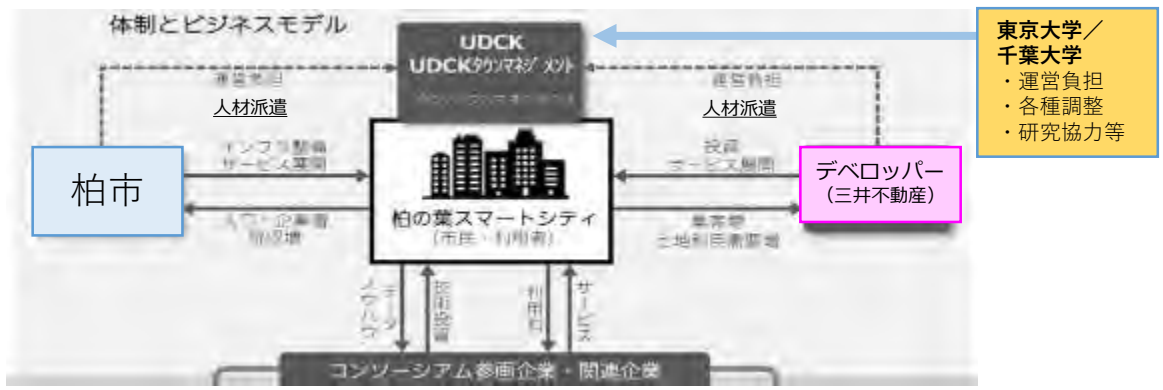 体制とビジネスモデル
UDCK
UDCKタウンマネジメント
東京大学／
千葉大学
・運営負担
・各種調整
・研究協力等
運営負担
人材派遣
運営負担
人材派遣
インフラ整備
サービス展開
投資
サービス展開
柏市
デベロッパー
（三井不動産）
人口・企業増
税収増
柏の葉スマートシティ
（市民・利用者）
集客増
土地利用需要増
データ
ノウハウ
技術投資
利用料
サービス
コンソーシアム参画企業・関連企業